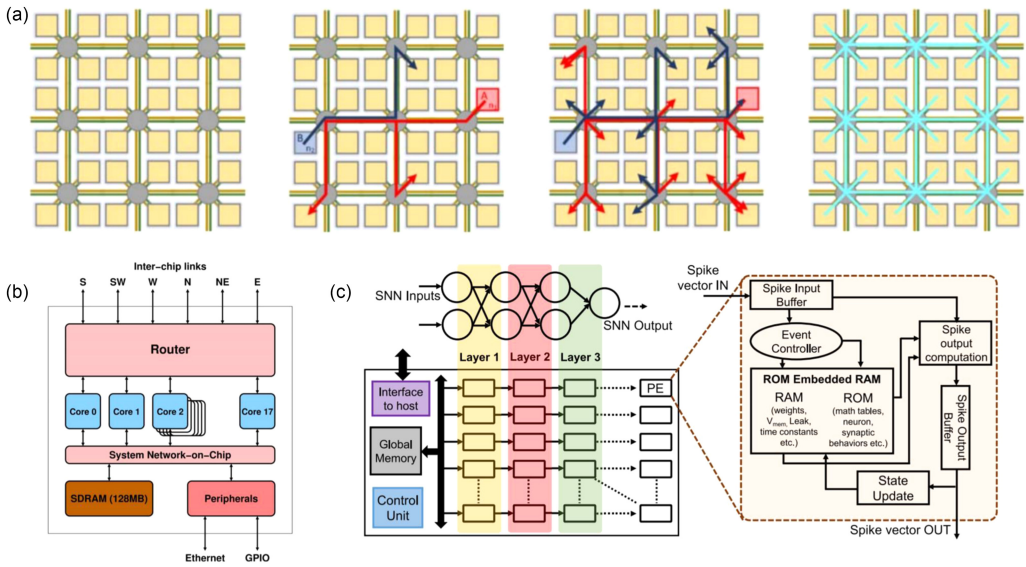 (a)
A
n₁
B
n₂
(b)
Inter-chip links
S SW W N NE E
Router
Core 0 Core 1 Core 2 Core 17
System Network-on-Chip
SDRAM (128MB)
Peripherals
Ethernet GPIO
(c)
SNN Inputs
SNN Output
Layer 1 Layer 2 Layer 3
Interface
to host
Global
Memory
Control
Unit
PE
Spike
vector IN
Spike Input
Buffer
Event
Controller
Spike
output
computation
ROM Embedded RAM
RAM
(weights,
Vmem, Leak,
time constants
etc.)
ROM
(math tables,
neuron,
synaptic
behaviors etc.)
Spike Output
Buffer
State
Update
Spike vector OUT